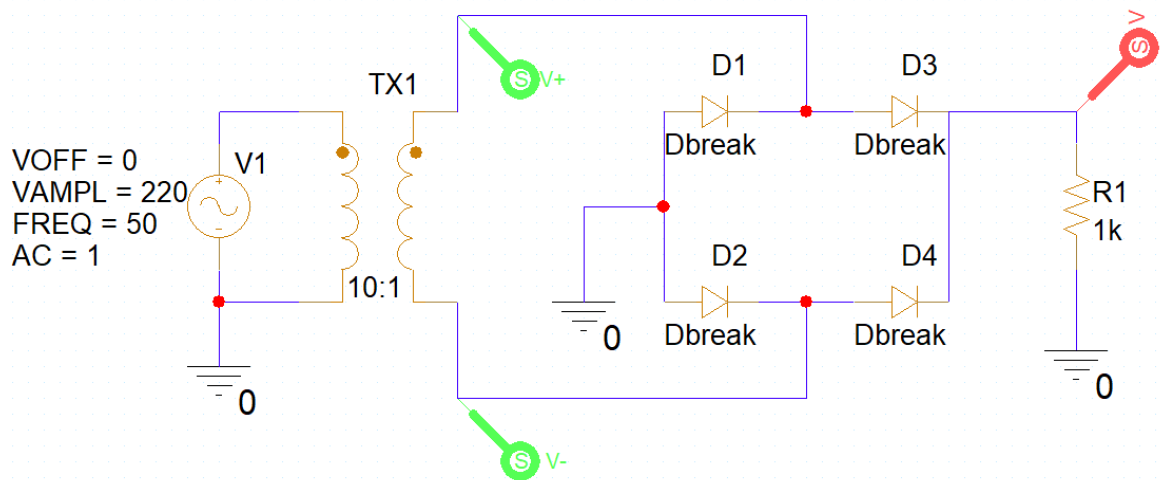 V
V+
D1
D3
TX1
Dbreak
Dbreak
VOFF = 0
VAMPL = 220
FREQ = 50
AC = 1
V1
R1
1k
D2
D4
10:1
0
Dbreak
Dbreak
0
0
V-
S
S
S